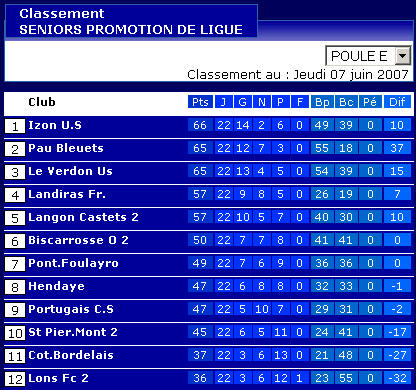 Classement
SENIORS PROMOTION DE LIGUE
POULE E
Classement au : Jeudi 07 juin 2007
Club Pts J G N P F Bp Bc Pé Dif
1 Izon U.S 66 22 14 2 6 0 49 39 0 10
2 Pau Bleuets 65 22 12 7 3 0 55 18 0 37
3 Le Verdon Us 65 22 13 4 5 0 54 39 0 15
4 Landiras Fr. 57 22 9 8 5 0 26 19 0 7
5 Langon Castets 2 57 22 10 5 7 0 40 30 0 10
6 Biscarrosse O 2 50 22 7 7 8 0 41 41 0 0
7 Pont.Foulayro 49 22 7 6 9 0 36 36 0 0
8 Hendaye 47 22 6 8 8 0 32 33 0 -1
9 Portugais C.S 47 22 5 10 7 0 29 31 0 -2
10 St Pier.Mont 2 45 22 6 5 11 0 24 41 0 -17
11 Cot.Bordelais 37 22 3 6 13 0 21 48 0 -27
12 Lons Fc 2 36 22 3 6 12 1 23 55 0 -32